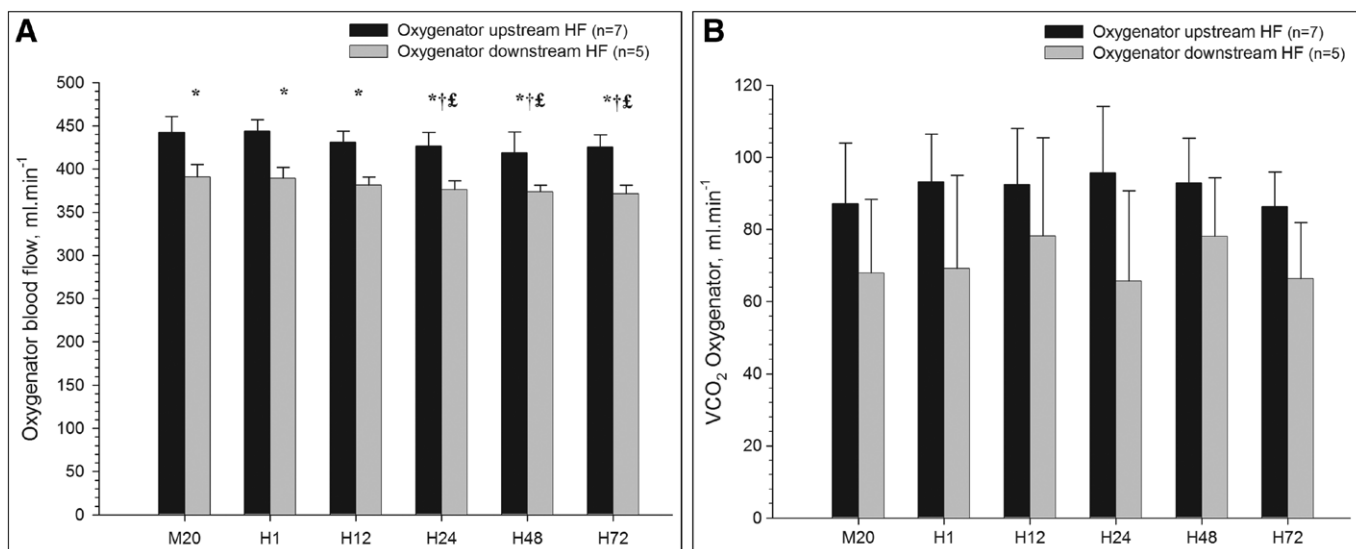 A
Oxygenator upstream HF (n=7)
Oxygenator downstream HF (n=5)
500
450
400
350
300
250
200
150
100
50
0
Oxygenator blood flow, ml.min⁻¹
* * * *†£ *†£ *†£
M20 H1 H12 H24 H48 H72
B
Oxygenator upstream HF (n=7)
Oxygenator downstream HF (n=5)
120
100
80
60
40
20
0
VCO₂ Oxygenator, ml.min⁻¹
M20 H1 H12 H24 H48 H72